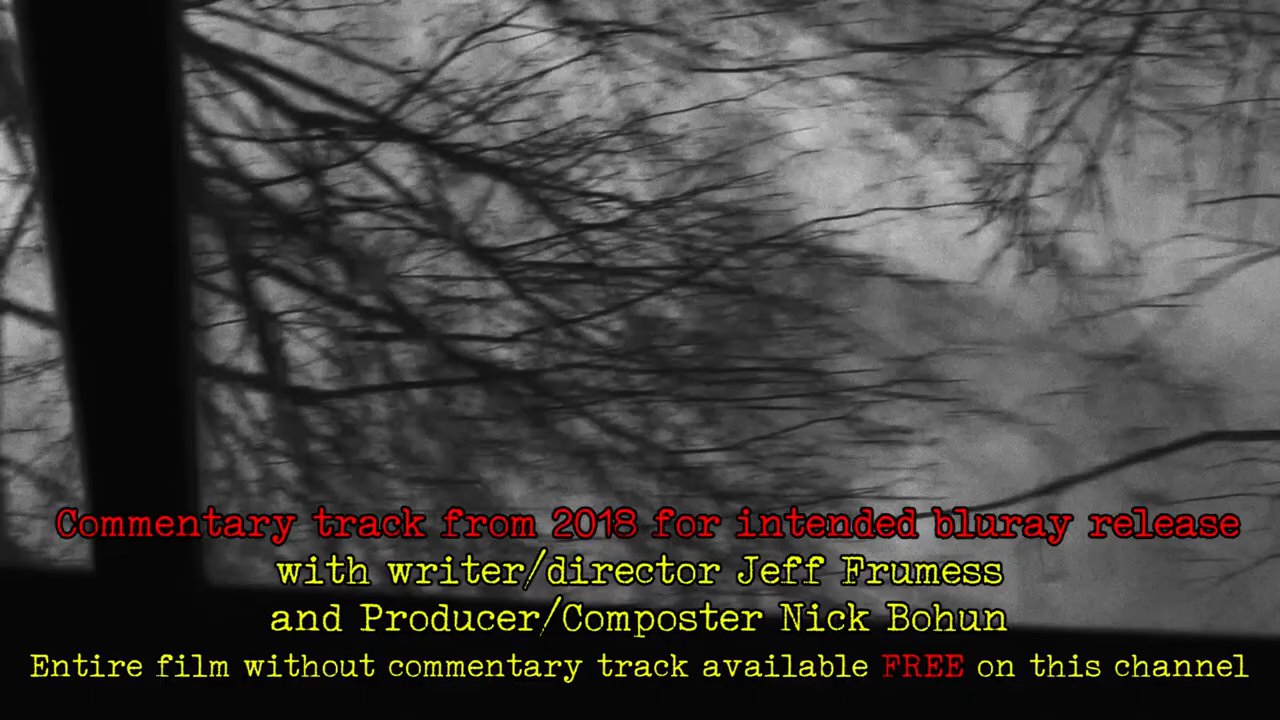 Commentary track from 2018 for intended bluray release
with writer/director Jeff Frumess
and Producer/Composter Nick Bohun
Entire film without commentary track available FREE on this channel